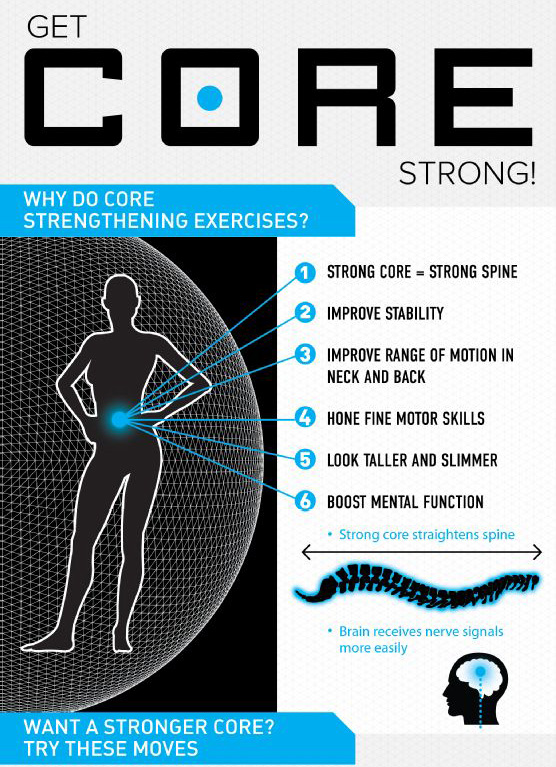 GET
CORE
STRONG!
WHY DO CORE
STRENGTHENING EXERCISES?
1 STRONG CORE = STRONG SPINE
2 IMPROVE STABILITY
3 IMPROVE RANGE OF MOTION IN
NECK AND BACK
4 HONE FINE MOTOR SKILLS
5 LOOK TALLER AND SLIMMER
6 BOOST MENTAL FUNCTION
• Strong core straightens spine
• Brain receives nerve signals
more easily
WANT A STRONGER CORE?
TRY THESE MOVES